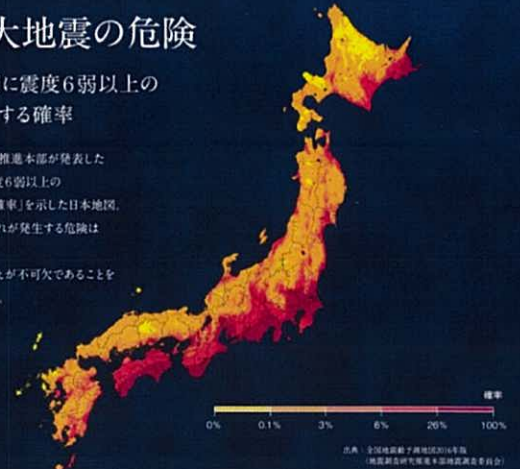 大地震の危険
に震度6弱以上の
する確率
推進本部が発表した
度6弱以上の
確率」を示した日本地図。
れが発生する危険は
とが不可欠であることを
確率
0%
0.1%
3%
6%
26%
100%
出典：全国地震動予測地図2016年版
（地震調査研究推進本部地震調査委員会）